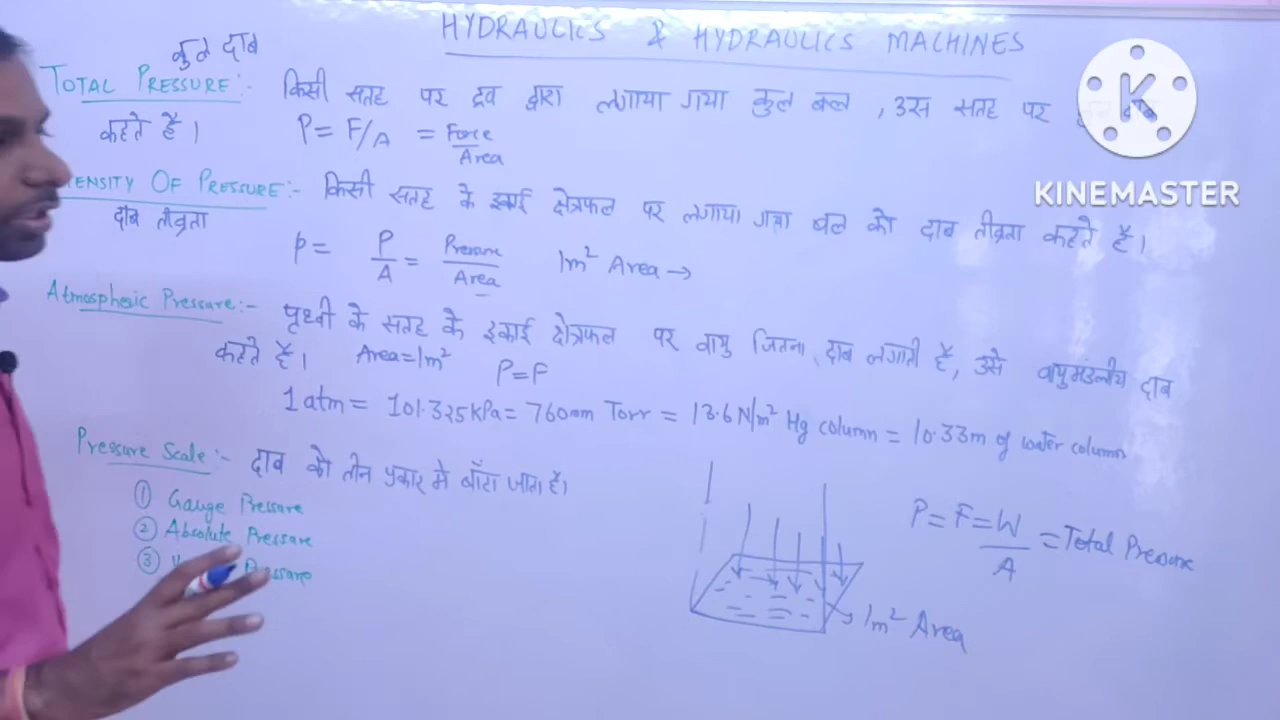 HYDRAULICS & HYDRAULICS MACHINES
कुल दाब
TOTAL PRESSURE:- किसी सतह पर द्रव द्वारा लगाया गया कुल बल , उस सतह पर
कहते है । P = F/A = Force/Area
TENSITY OF PRESSURE:- किसी सतह के इकाई क्षेत्रफल पर लगाया गया बल को दाब तीव्रता कहते है ।
दाब तीव्रता
p = P/A = Pressure/Area 1m² Area →
Atmospheric Pressure:- पृथ्वी के सतह के इकाई क्षेत्रफल पर वायु जितना दाब लगाती है, उसे वायुमंडलीय दाब
कहते है । Area=1m² P=F
1 atm = 101.325 kPa = 760mm Torr = 13.6 N/m² Hg column = 10.33m of water column
Pressure Scale:- दाब को तीन प्रकार मे बाँटा जाता है।
① Gauge Pressure
② Absolute Pressure
③ Pressure
P = F = W/A = Total Pressure
1m² Area
K
KINEMASTER